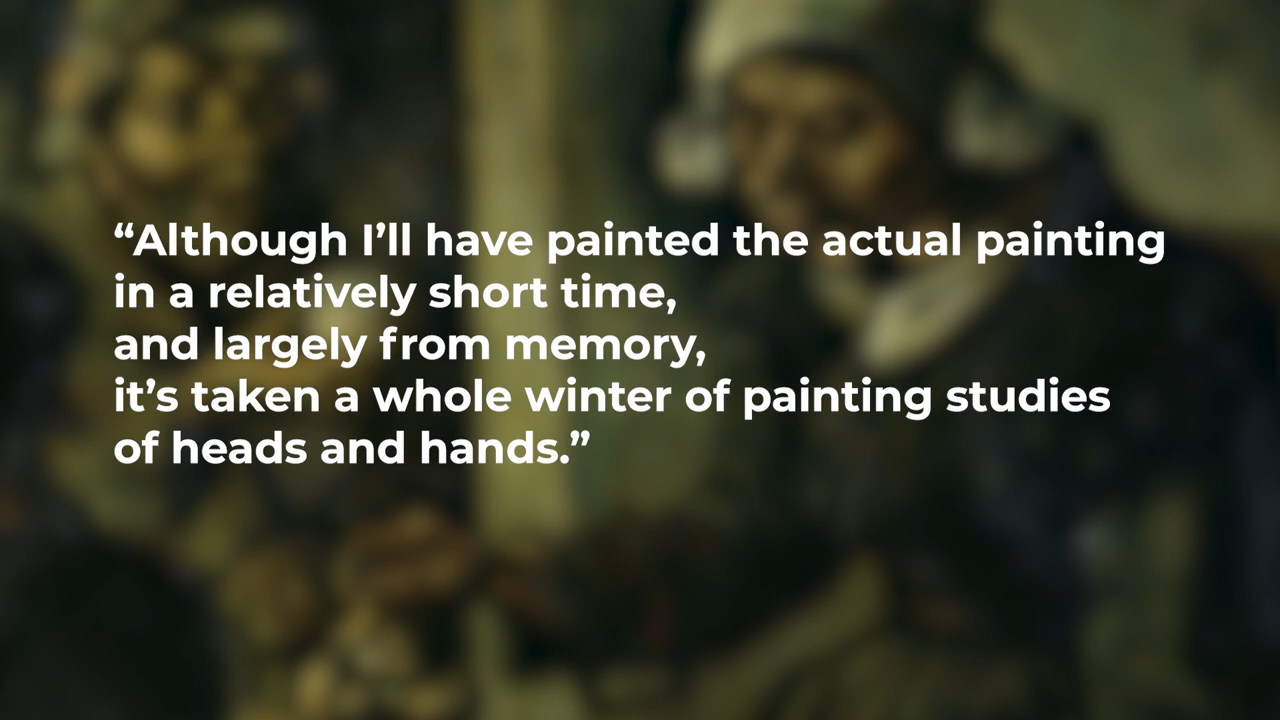 “Although I’ll have painted the actual painting
in a relatively short time,
and largely from memory,
it’s taken a whole winter of painting studies
of heads and hands.”